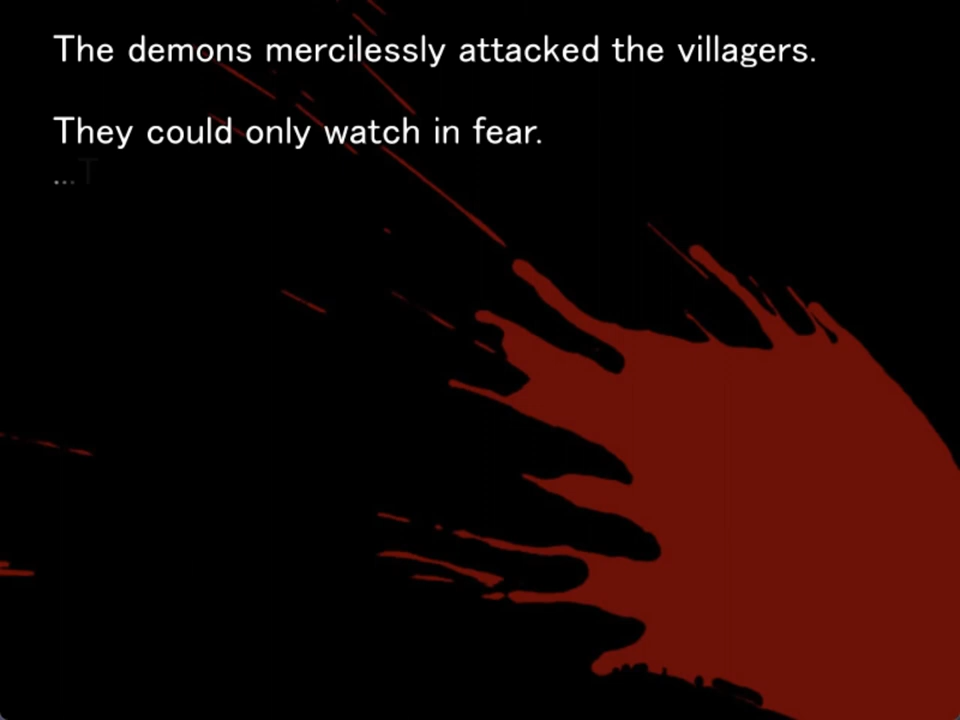 The demons mercilessly attacked the villagers.
They could only watch in fear.
...T